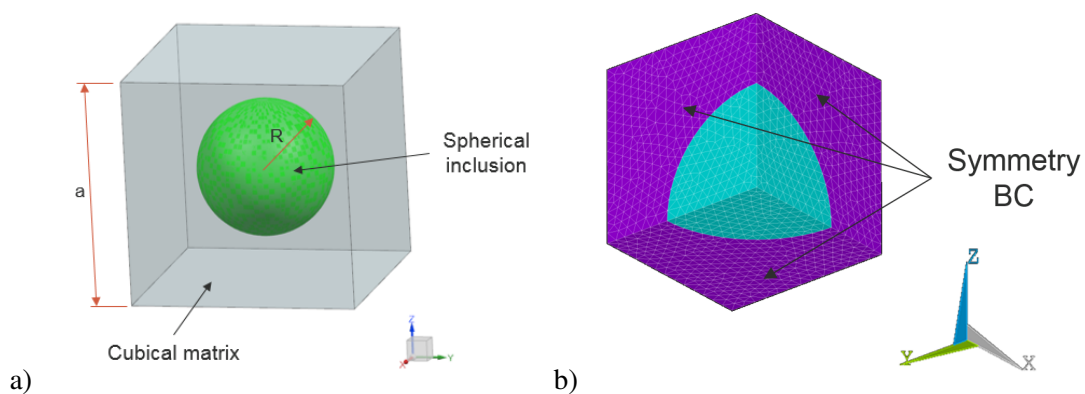 a
R
Spherical
inclusion
Cubical matrix
Z
X
Y
a)
Symmetry
BC
Z
Y
X
b)